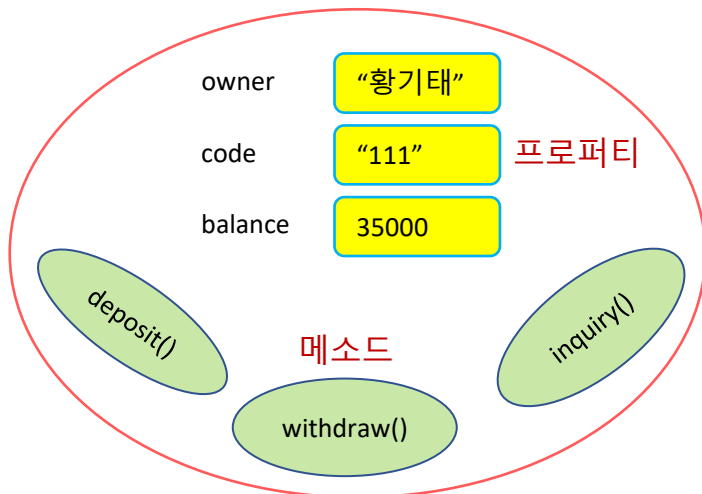 owner “황기태”
code “111” 프로퍼티
balance 35000
deposit()
메소드
inquiry()
withdraw()